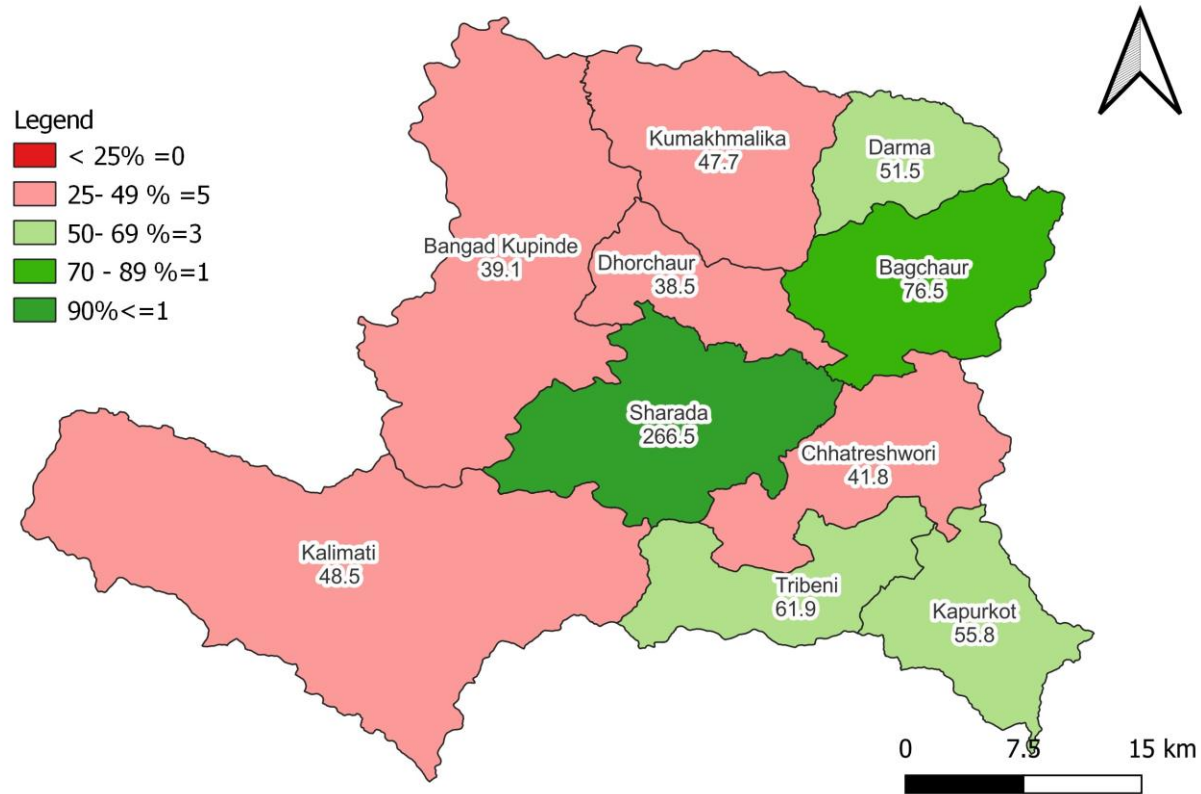 Legend
< 25% =0
25- 49 % =5
50- 69 %=3
70 - 89 %=1
90%<=1
Kumakhmalika
47.7
Darma
51.5
Bangad Kupinde
39.1
Dhorchaur
38.5
Bagchaur
76.5
Sharada
266.5
Chhatreshwori
41.8
Kalimati
48.5
Tribeni
61.9
Kapurkot
55.8
0 7.5 15 km